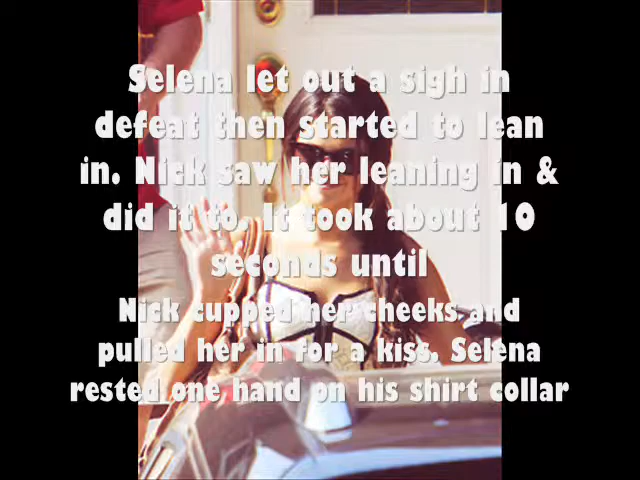 Selena let out a sigh in
defeat then started to lean
in. Nick saw her leaning in &
did it to. It took about 10
seconds until
Nick cupped her cheeks and
pulled her in for a kiss. Selena
rested one hand on his shirt collar